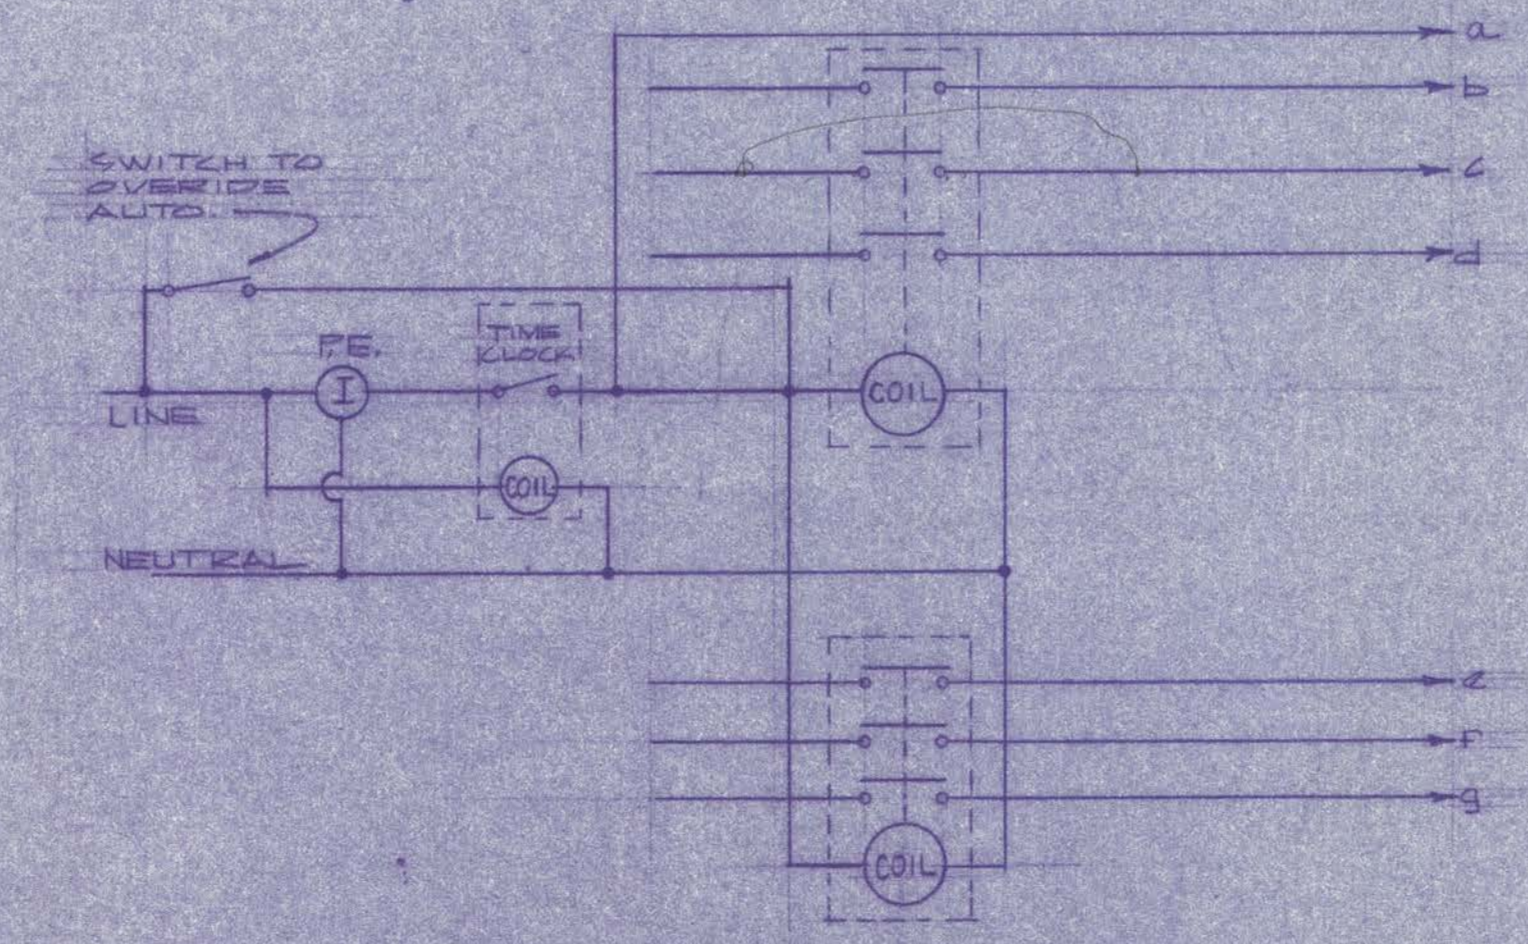 a
b
c
d
SWITCH TO
OVERIDE
AUTO.
P.E.
I
TIME
CLOCK
COIL
LINE
COIL
NEUTRAL
e
f
g
COIL